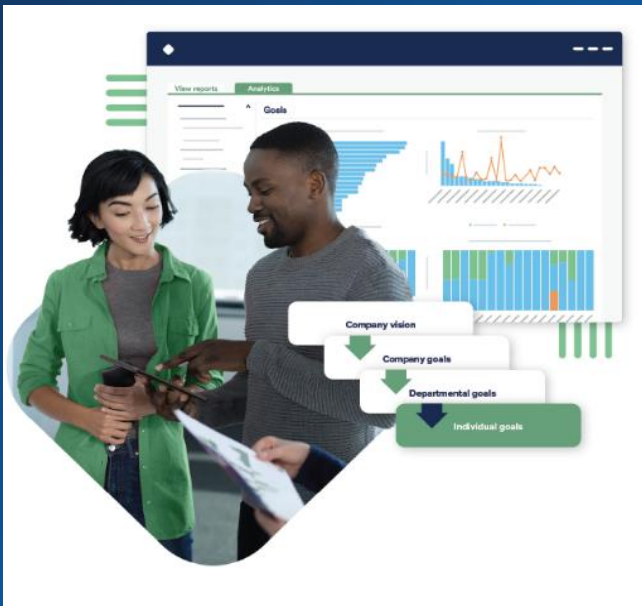 View reports
Analytics
Goals
Company vision
Company goals
Departmental goals
Individual goals